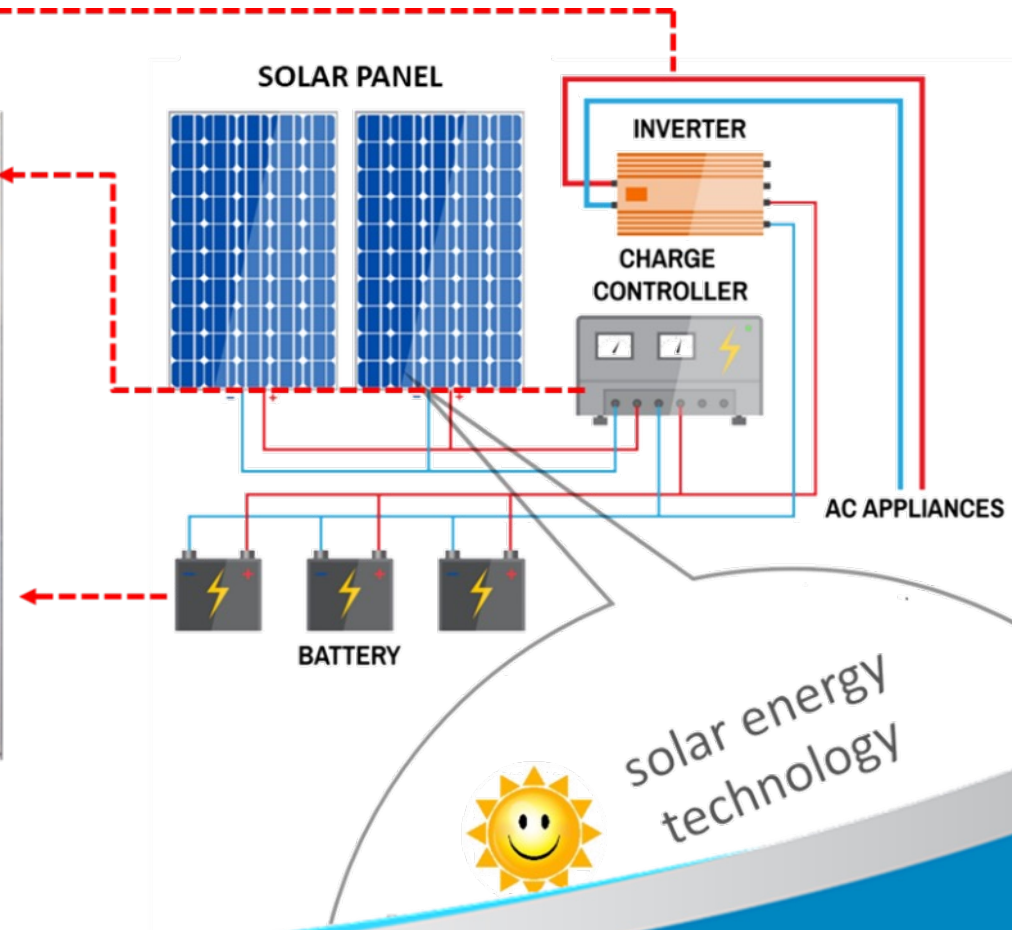 SOLAR PANEL
INVERTER
CHARGE
CONTROLLER
- +
- +
AC APPLIANCES
- +
- +
- +
BATTERY
solar energy
technology